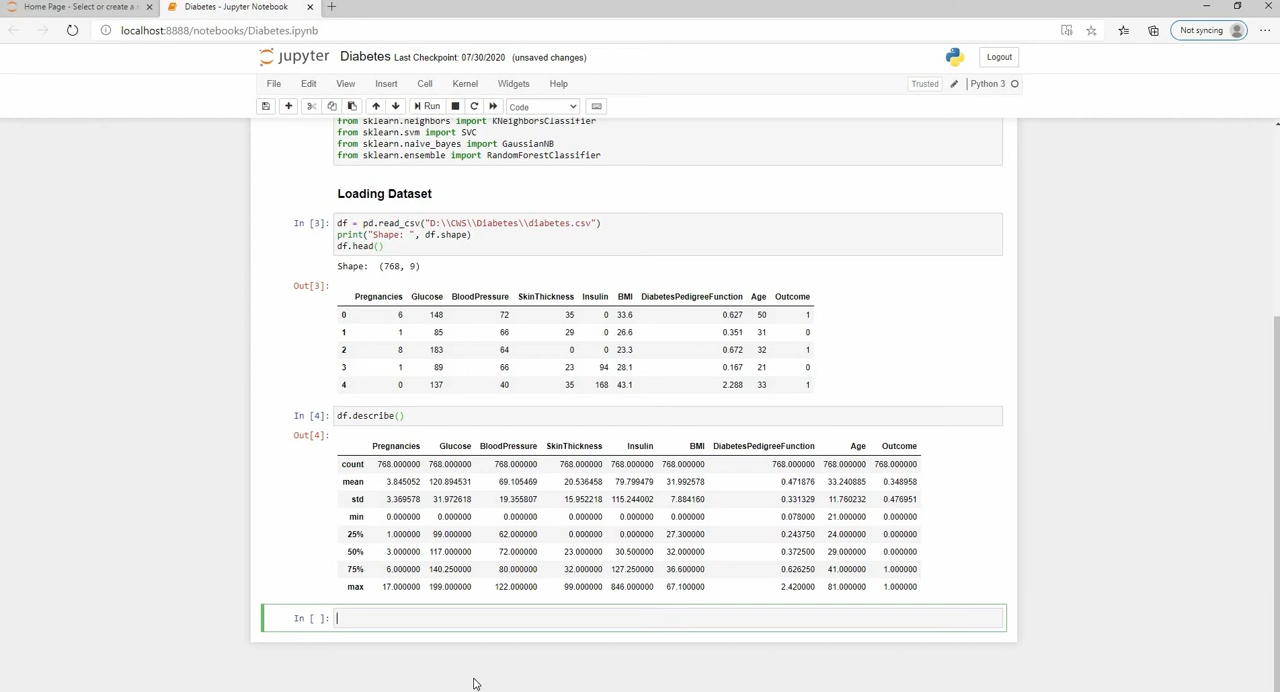 Home Page - Select or create a n
Diabetes - Jupyter Notebook
localhost:8888/notebooks/Diabetes.ipynb
Not syncing
jupyter Diabetes Last Checkpoint: 07/30/2020 (unsaved changes)
Logout
File Edit View Insert Cell Kernel Widgets Help
Trusted Python 3
Run Code
from sklearn.neighbors import KNeighborsClassifier
from sklearn.svm import SVC
from sklearn.naive_bayes import GaussianNB
from sklearn.ensemble import RandomForestClassifier
Loading Dataset
In [3]: df = pd.read_csv("D:\\CWS\\Diabetes\\diabetes.csv")
print("Shape: ", df.shape)
df.head()
Shape: (768, 9)
Out[3]:
Pregnancies Glucose BloodPressure SkinThickness Insulin BMI DiabetesPedigreeFunction Age Outcome
0 6 148 72 35 0 33.6 0.627 50 1
1 1 85 66 29 0 26.6 0.351 31 0
2 8 183 64 0 0 23.3 0.672 32 1
3 1 89 66 23 94 28.1 0.167 21 0
4 0 137 40 35 168 43.1 2.288 33 1
In [4]: df.describe()
Out[4]:
Pregnancies Glucose BloodPressure SkinThickness Insulin BMI DiabetesPedigreeFunction Age Outcome
count 768.000000 768.000000 768.000000 768.000000 768.000000 768.000000 768.000000 768.000000 768.000000
mean 3.845052 120.894531 69.105469 20.536458 79.799479 31.992578 0.471876 33.240885 0.348958
std 3.369578 31.972618 19.355807 15.952218 115.244002 7.884160 0.331329 11.760232 0.476951
min 0.000000 0.000000 0.000000 0.000000 0.000000 0.000000 0.078000 21.000000 0.000000
25% 1.000000 99.000000 62.000000 0.000000 0.000000 27.300000 0.243750 24.000000 0.000000
50% 3.000000 117.000000 72.000000 23.000000 30.500000 32.000000 0.372500 29.000000 0.000000
75% 6.000000 140.250000 80.000000 32.000000 127.250000 36.600000 0.626250 41.000000 1.000000
max 17.000000 199.000000 122.000000 99.000000 846.000000 67.100000 2.420000 81.000000 1.000000
In [ ]: